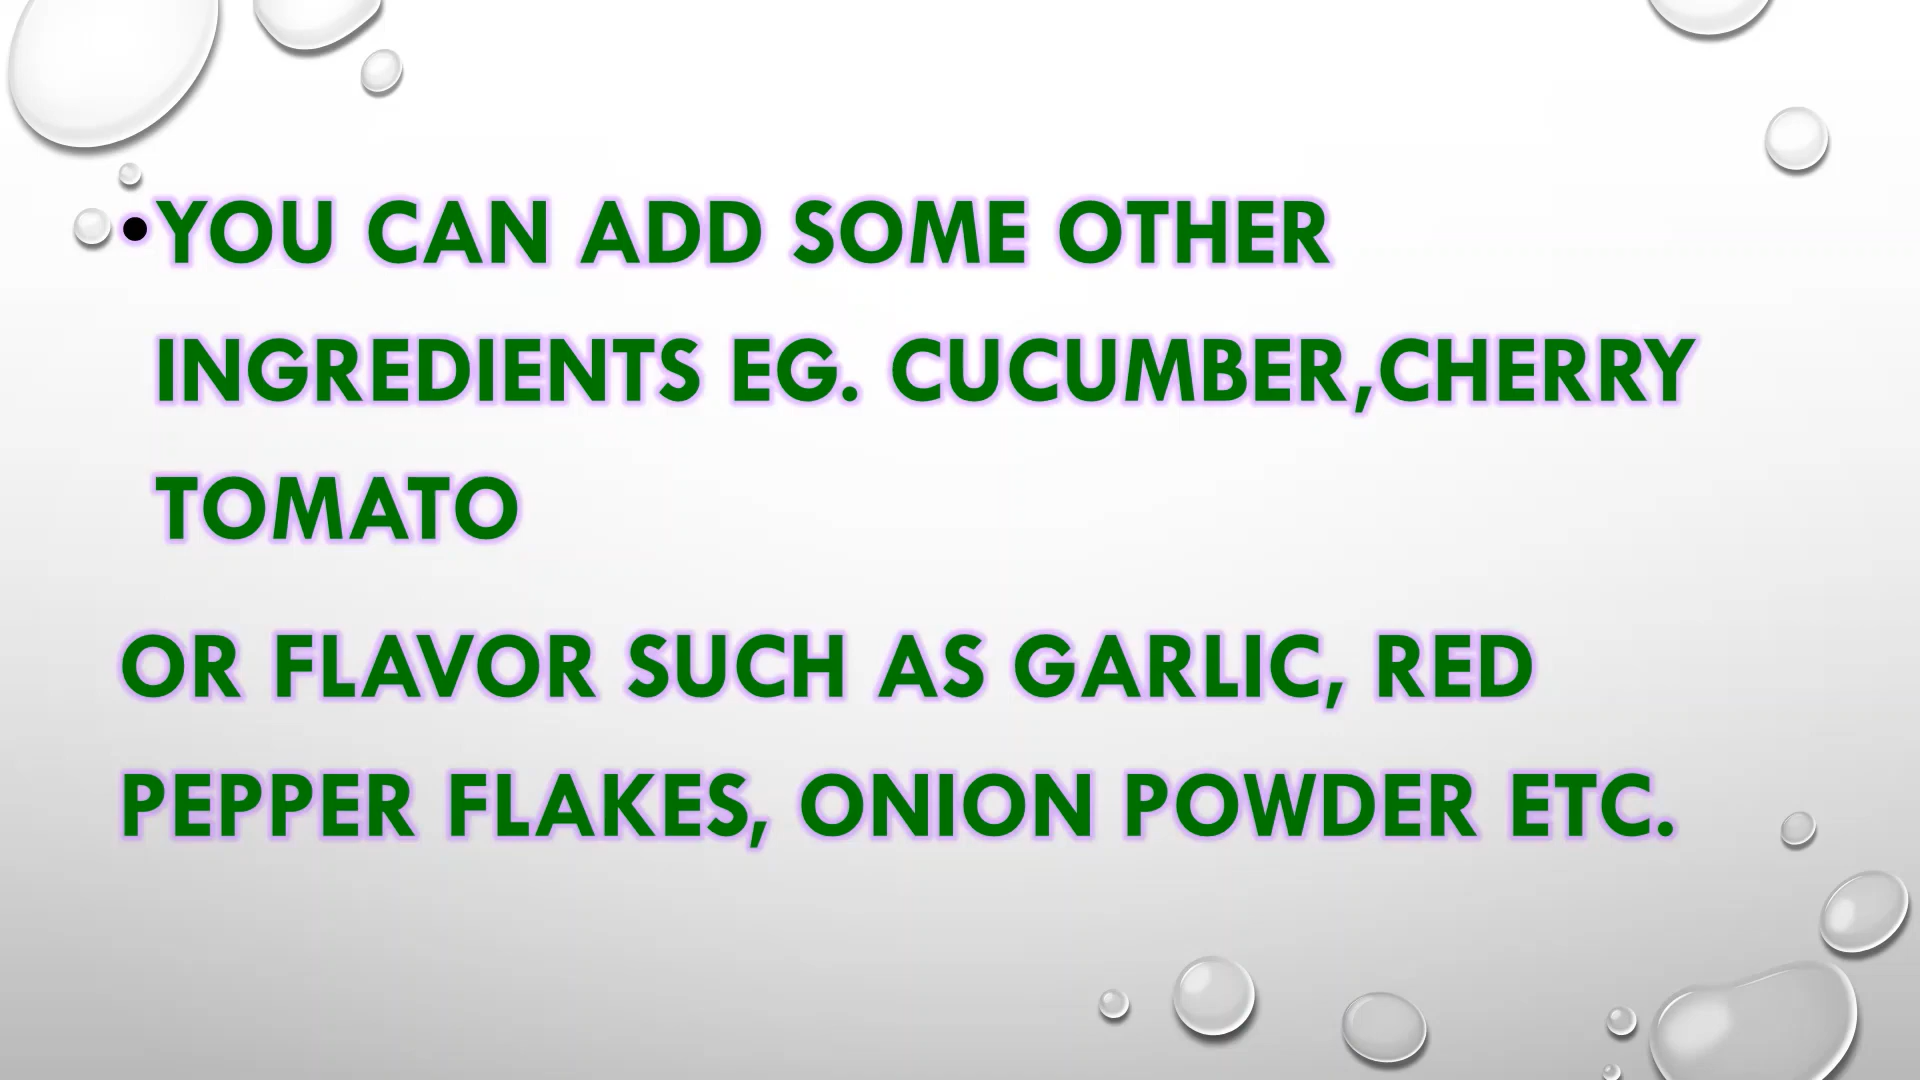 •YOU CAN ADD SOME OTHER
INGREDIENTS EG. CUCUMBER,CHERRY
TOMATO
OR FLAVOR SUCH AS GARLIC, RED
PEPPER FLAKES, ONION POWDER ETC.